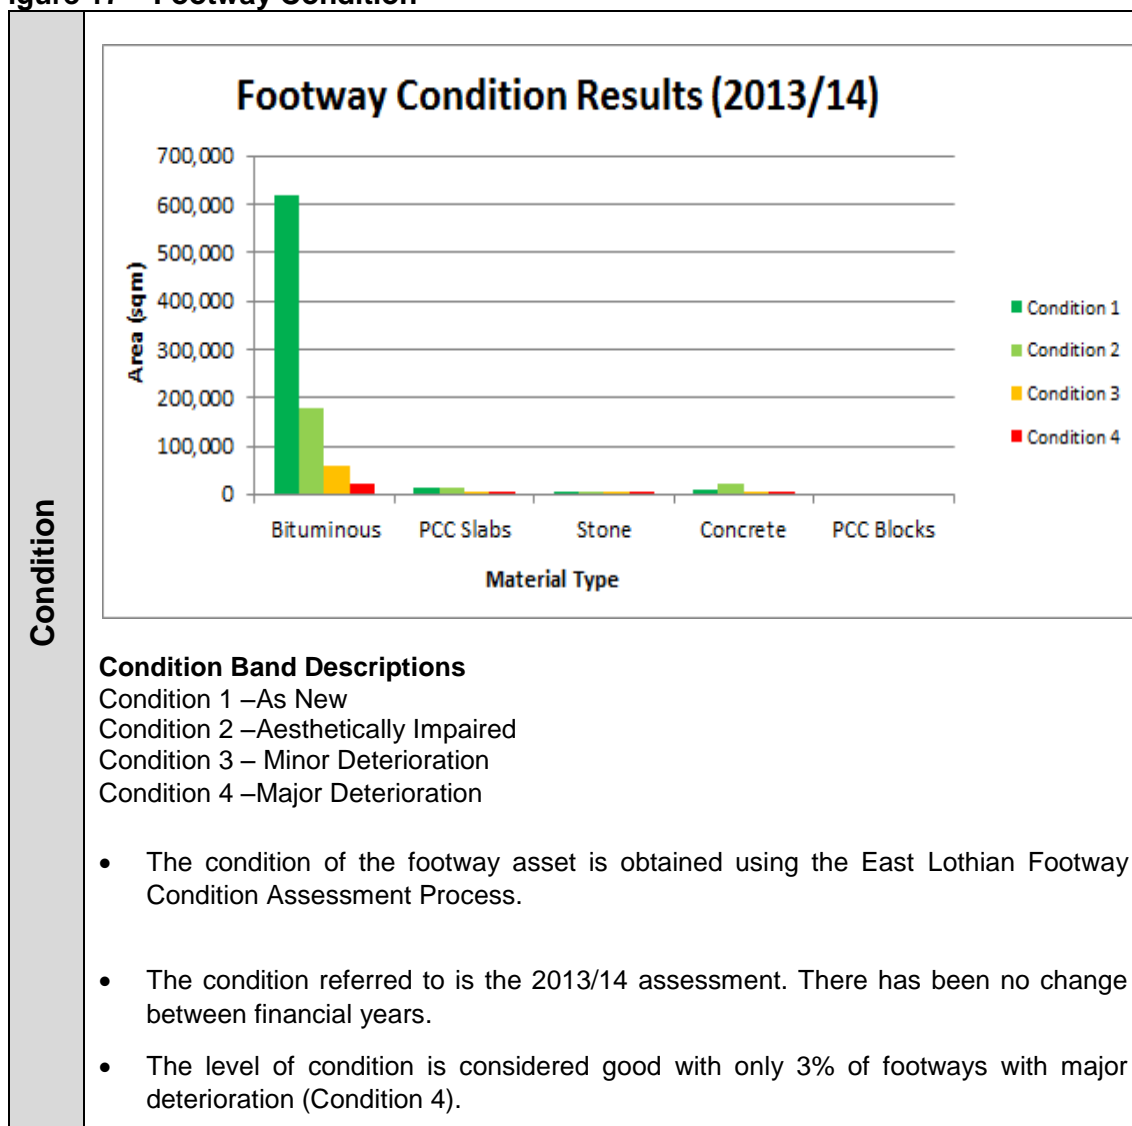 Footway Condition
Condition
Footway Condition Results (2013/14)
700,000
600,000
500,000
400,000
300,000
200,000
100,000
0
Area (sqm)
Bituminous PCC Slabs Stone Concrete PCC Blocks
Material Type
Condition 1
Condition 2
Condition 3
Condition 4
Condition Band Descriptions
Condition 1 –As New
Condition 2 –Aesthetically Impaired
Condition 3 – Minor Deterioration
Condition 4 –Major Deterioration
• The condition of the footway asset is obtained using the East Lothian Footway
Condition Assessment Process.
• The condition referred to is the 2013/14 assessment. There has been no change
between financial years.
• The level of condition is considered good with only 3% of footways with major
deterioration (Condition 4).